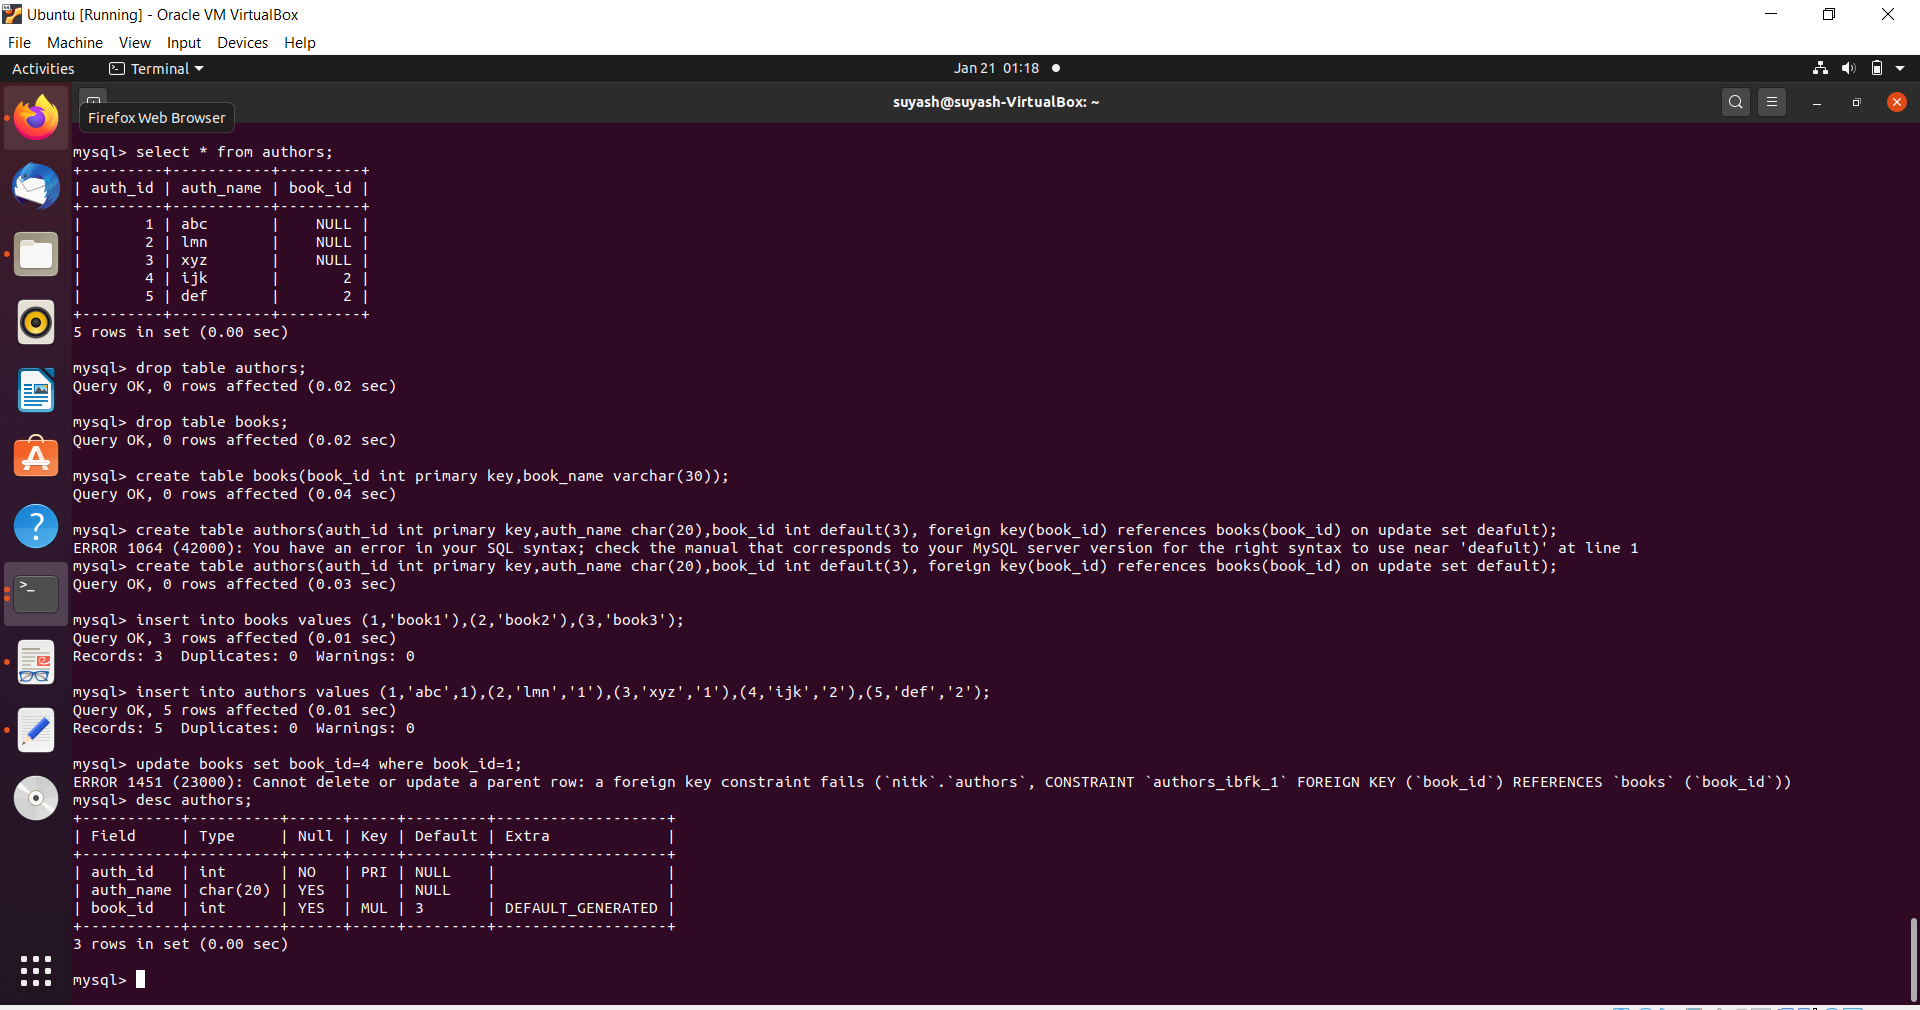 Ubuntu [Running] - Oracle VM VirtualBox
File Machine View Input Devices Help
Activities Terminal Jan 21 01:18
suyash@suyash-VirtualBox: ~
Firefox Web Browser
mysql> select * from authors;
+---------+-----------+---------+
| auth_id | auth_name | book_id |
+---------+-----------+---------+
|       1 | abc       |    NULL |
|       2 | lmn       |    NULL |
|       3 | xyz       |    NULL |
|       4 | ijk       |       2 |
|       5 | def       |       2 |
+---------+-----------+---------+
5 rows in set (0.00 sec)
mysql> drop table authors;
Query OK, 0 rows affected (0.02 sec)
mysql> drop table books;
Query OK, 0 rows affected (0.02 sec)
mysql> create table books(book_id int primary key,book_name varchar(30));
Query OK, 0 rows affected (0.04 sec)
mysql> create table authors(auth_id int primary key,auth_name char(20),book_id int default(3), foreign key(book_id) references books(book_id) on update set deafult);
ERROR 1064 (42000): You have an error in your SQL syntax; check the manual that corresponds to your MySQL server version for the right syntax to use near 'deafult)' at line 1
mysql> create table authors(auth_id int primary key,auth_name char(20),book_id int default(3), foreign key(book_id) references books(book_id) on update set default);
Query OK, 0 rows affected (0.03 sec)
mysql> insert into books values (1,'book1'),(2,'book2'),(3,'book3');
Query OK, 3 rows affected (0.01 sec)
Records: 3  Duplicates: 0  Warnings: 0
mysql> insert into authors values (1,'abc',1),(2,'lmn','1'),(3,'xyz','1'),(4,'ijk','2'),(5,'def','2');
Query OK, 5 rows affected (0.01 sec)
Records: 5  Duplicates: 0  Warnings: 0
mysql> update books set book_id=4 where book_id=1;
ERROR 1451 (23000): Cannot delete or update a parent row: a foreign key constraint fails (`nitk`.`authors`, CONSTRAINT `authors_ibfk_1` FOREIGN KEY (`book_id`) REFERENCES `books` (`book_id`))
mysql> desc authors;
+-----------+----------+------+-----+---------+-------------------+
| Field     | Type     | Null | Key | Default | Extra             |
+-----------+----------+------+-----+---------+-------------------+
| auth_id   | int      | NO   | PRI | NULL    |                   |
| auth_name | char(20) | YES  |     | NULL    |                   |
| book_id   | int      | YES  | MUL | 3       | DEFAULT_GENERATED |
+-----------+----------+------+-----+---------+-------------------+
3 rows in set (0.00 sec)
mysql>